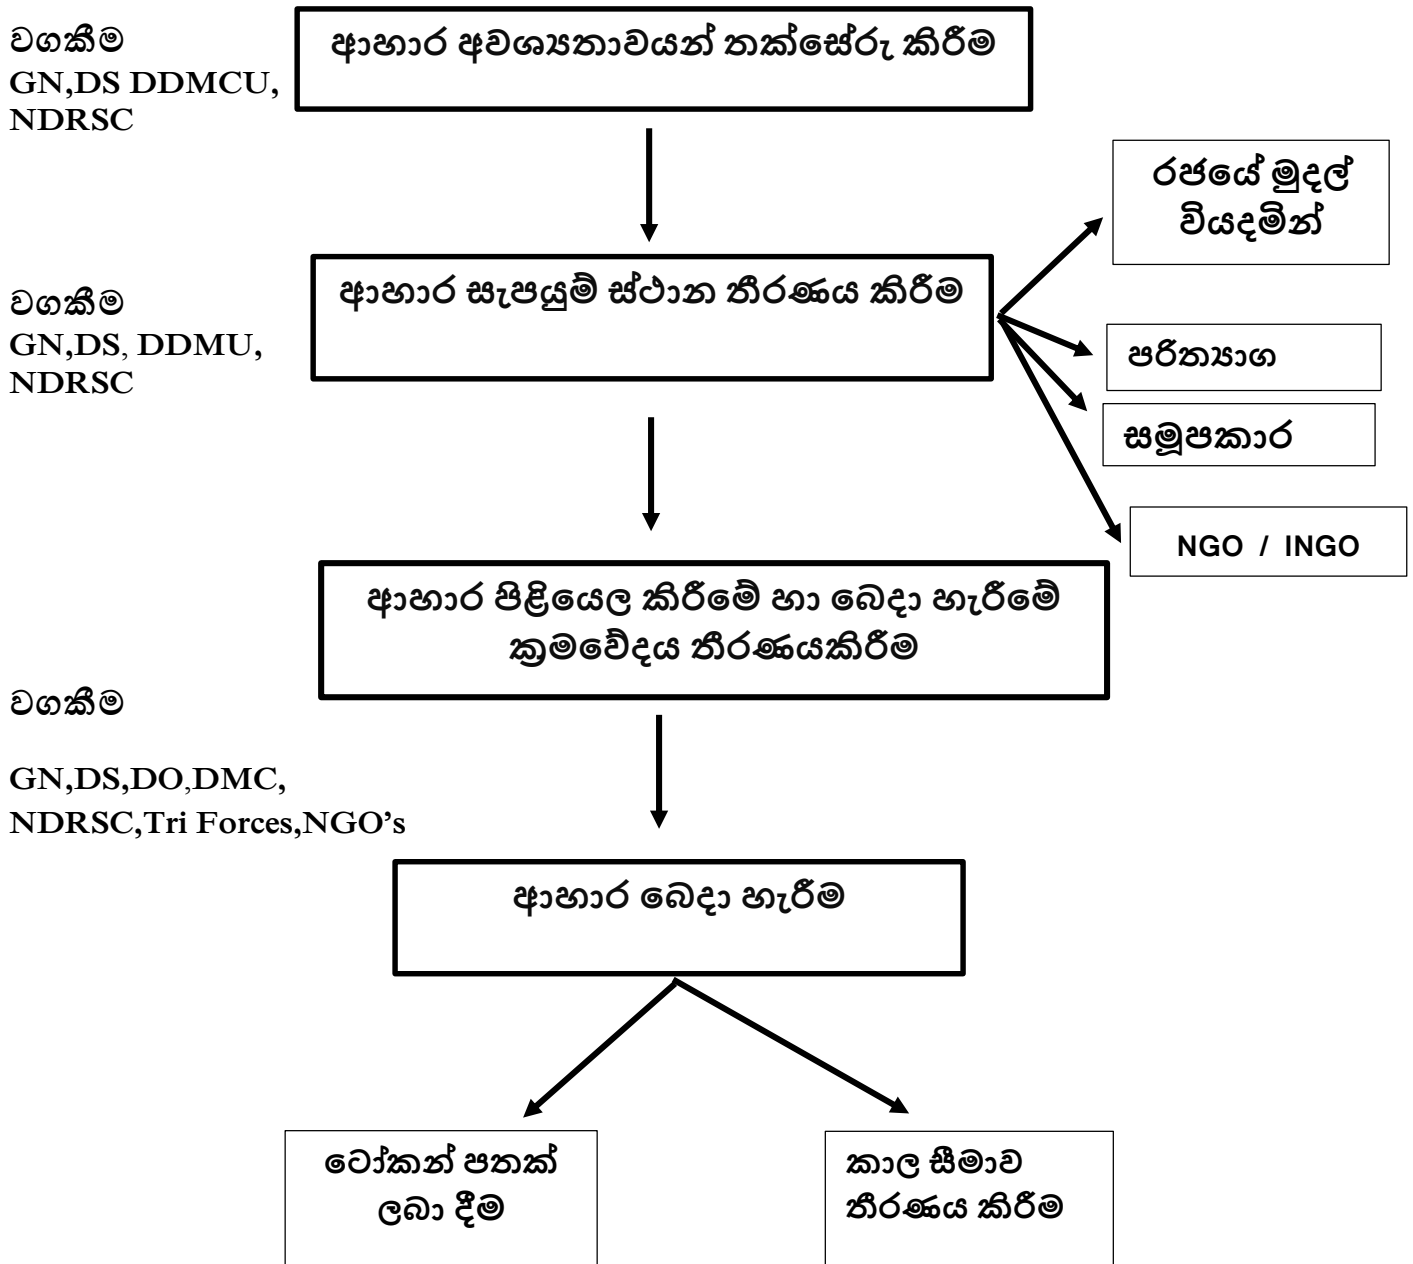 වගකීම
GN,DS DDMCU,
NDRSC
ආහාර අවශ්‍යතාවයන් තක්සේරු කිරීම
රජයේ මුදල්
වියදමින්
වගකීම
GN,DS, DDMU,
NDRSC
ආහාර සැපයුම් ස්ථාන තීරණය කිරීම
පරිත්‍යාග
සමූපකාර
NGO / INGO
ආහාර පිළියෙල කිරීමේ හා බෙදා හැරීමේ
ක්‍රමවේදය තීරණයකිරීම
වගකීම
GN,DS,DO,DMC,
NDRSC,Tri Forces,NGO’s
ආහාර බෙදා හැරීම
ටෝකන් පතක්
ලබා දීම
කාල සීමාව
තීරණය කිරීම